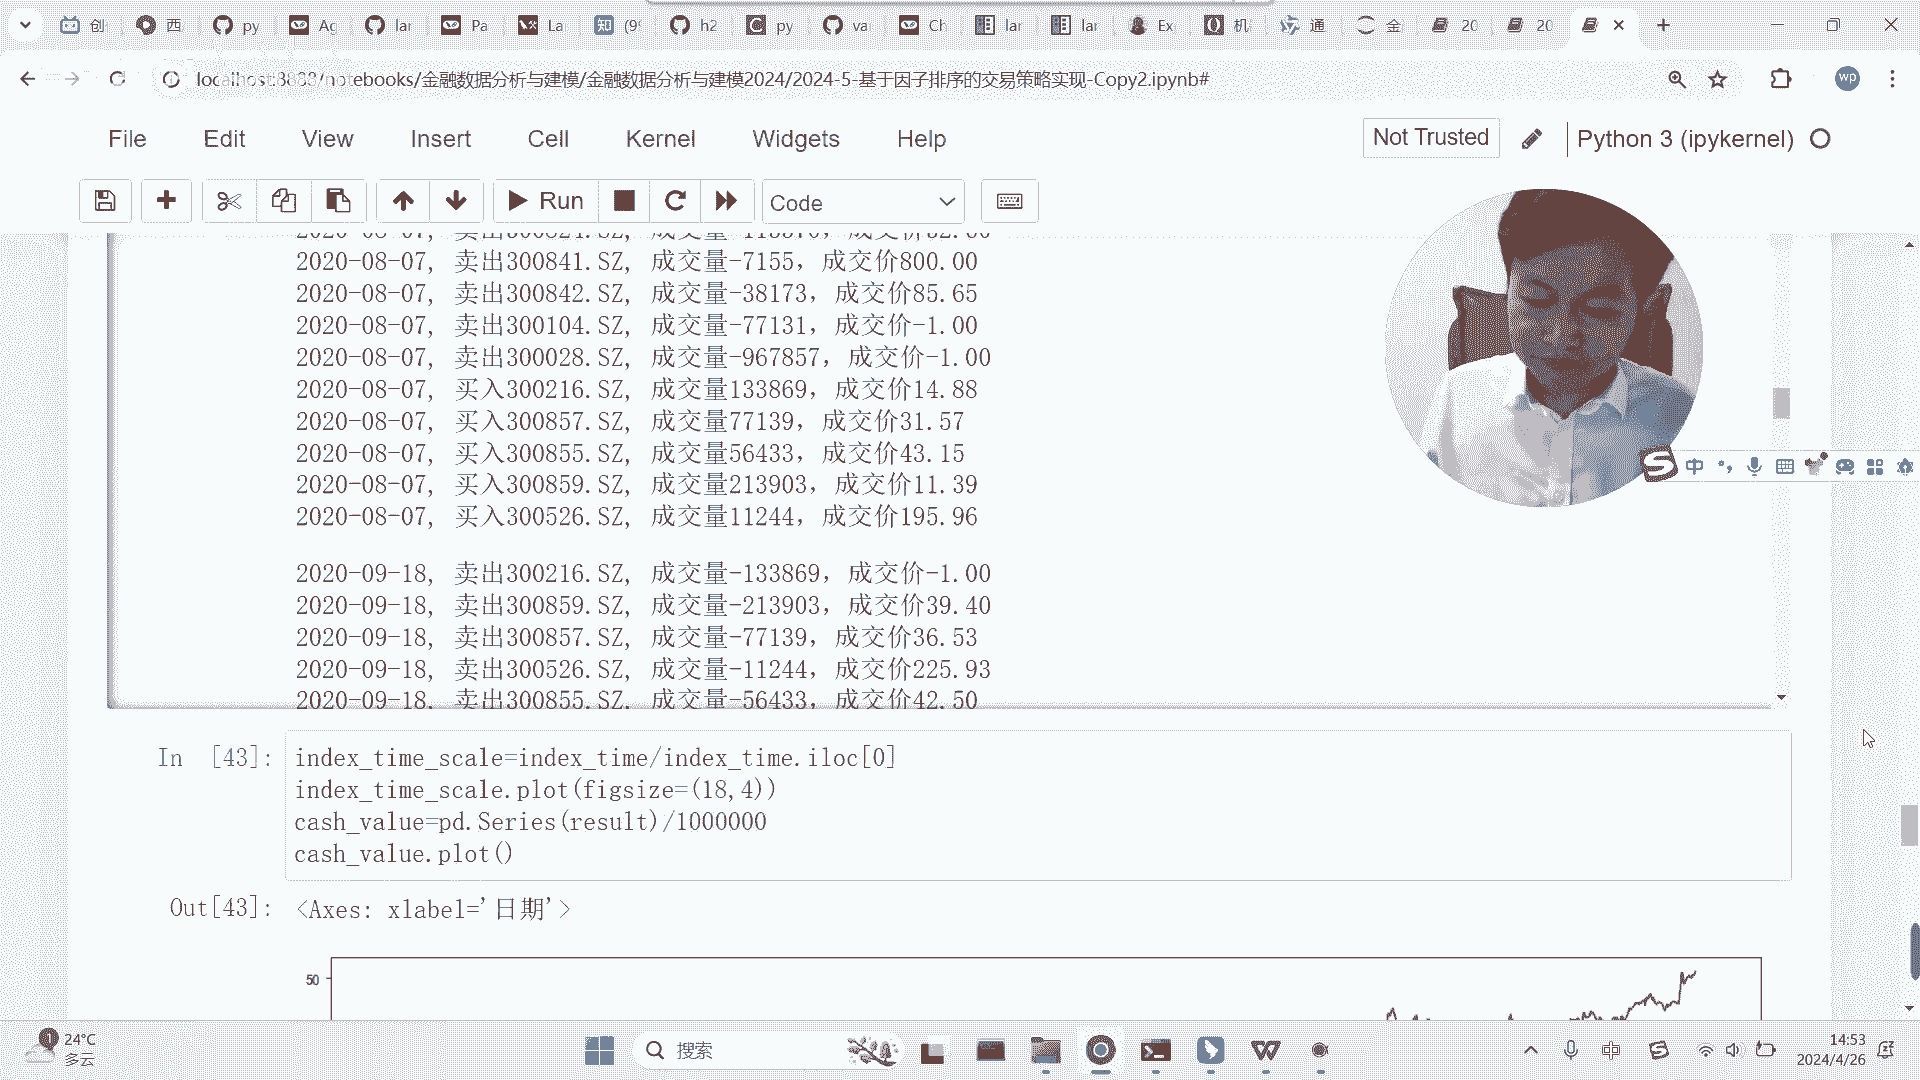 创
西
py
Ag
lar
Pa
La
(9
h2
py
va
Ch
lar
lar
Ex
机
通
金
20
20
localhost:8888/notebooks/金融数据分析与建模/金融数据分析与建模2024/2024-5-基于因子排序的交易策略实现-Copy2.ipynb#
wp
File Edit View Insert Cell Kernel Widgets Help
Not Trusted
Python 3 (ipykernel)
Run
Code
2020-08-07, 卖出300841.SZ, 成交量-7155, 成交价800.00
2020-08-07, 卖出300842.SZ, 成交量-38173, 成交价85.65
2020-08-07, 卖出300104.SZ, 成交量-77131, 成交价-1.00
2020-08-07, 卖出300028.SZ, 成交量-967857, 成交价-1.00
2020-08-07, 买入300216.SZ, 成交量133869, 成交价14.88
2020-08-07, 买入300857.SZ, 成交量77139, 成交价31.57
2020-08-07, 买入300855.SZ, 成交量56433, 成交价43.15
2020-08-07, 买入300859.SZ, 成交量213903, 成交价11.39
2020-08-07, 买入300526.SZ, 成交量11244, 成交价195.96
2020-09-18, 卖出300216.SZ, 成交量-133869, 成交价-1.00
2020-09-18, 卖出300859.SZ, 成交量-213903, 成交价39.40
2020-09-18, 卖出300857.SZ, 成交量-77139, 成交价36.53
2020-09-18, 卖出300526.SZ, 成交量-11244, 成交价225.93
2020-09-18, 卖出300855.SZ, 成交量-56433, 成交价42.50
In [43]:
index_time_scale=index_time/index_time.iloc[0]
index_time_scale.plot(figsize=(18,4))
cash_value=pd.Series(result)/1000000
cash_value.plot()
Out[43]: <Axes: xlabel='日期'>
50
中
24°C
多云
搜索
中
14:53
2024/4/26